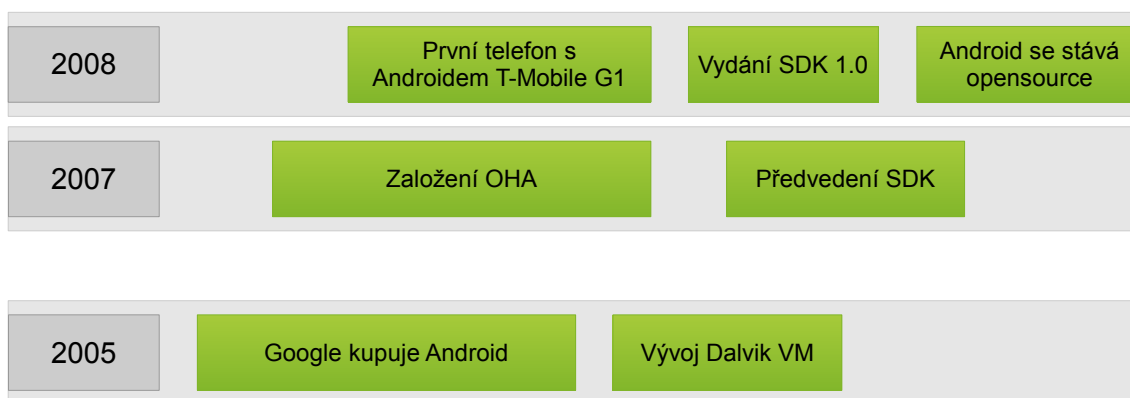 2008
První telefon s
Androidem T-Mobile G1
Vydání SDK 1.0
Android se stává
opensource
2007
Založení OHA
Předvedení SDK
2005
Google kupuje Android
Vývoj Dalvik VM